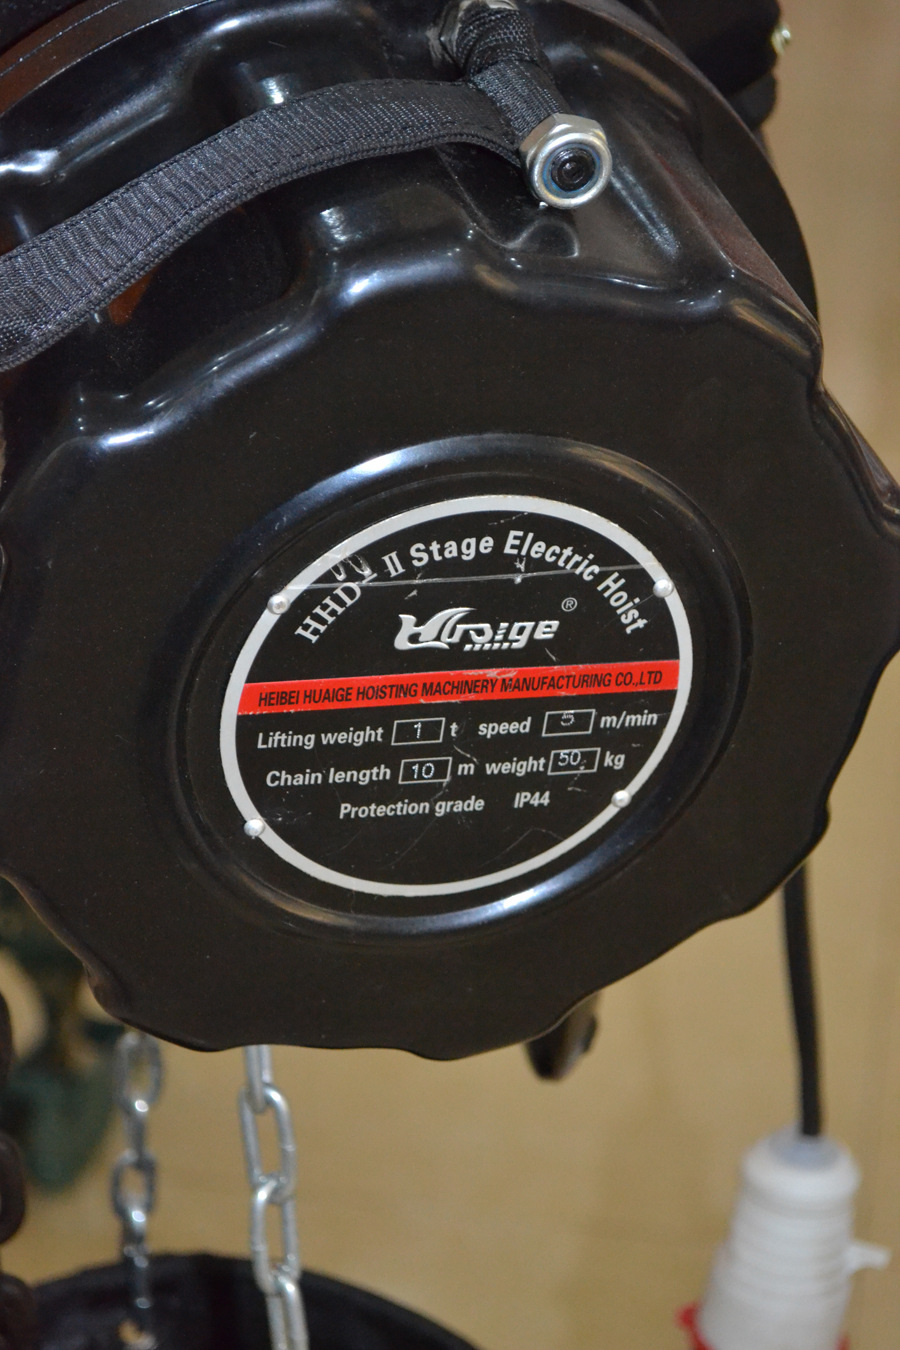 HHDY II Stage Electric Hoist
Huaige ®
HEIBEI HUAIGE HOISTING MACHINERY MANUFACTURING CO.,LTD
Lifting weight 1 t speed 5 m/min
Chain length 10 m weight 50 kg
Protection grade IP44